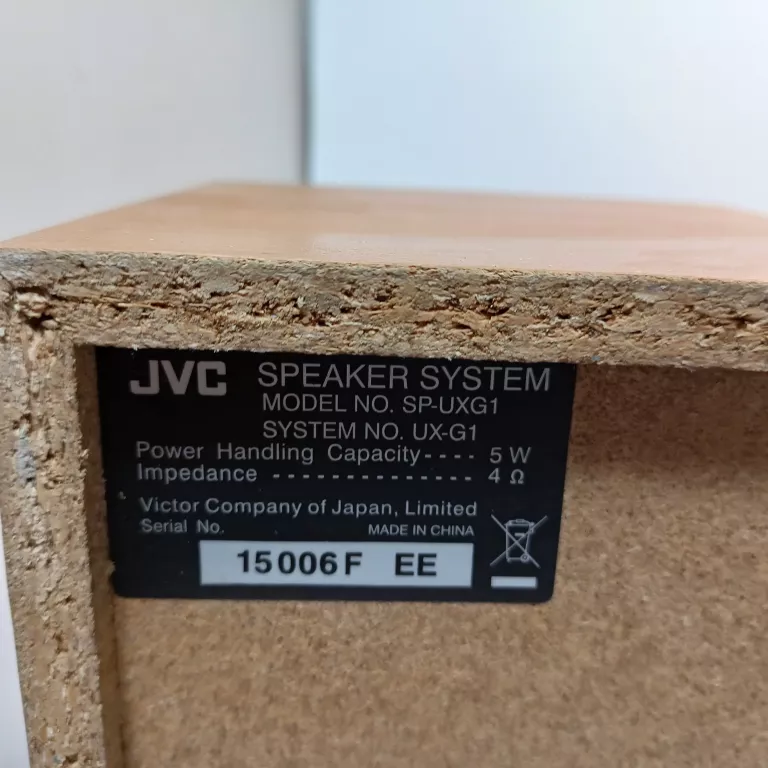 JVC SPEAKER SYSTEM
MODEL NO. SP-UXG1
SYSTEM NO. UX-G1
Power Handling Capacity---- 5 W
Impedance --------------- 4 Ω
Victor Company of Japan, Limited
Serial No. MADE IN CHINA
15006F EE